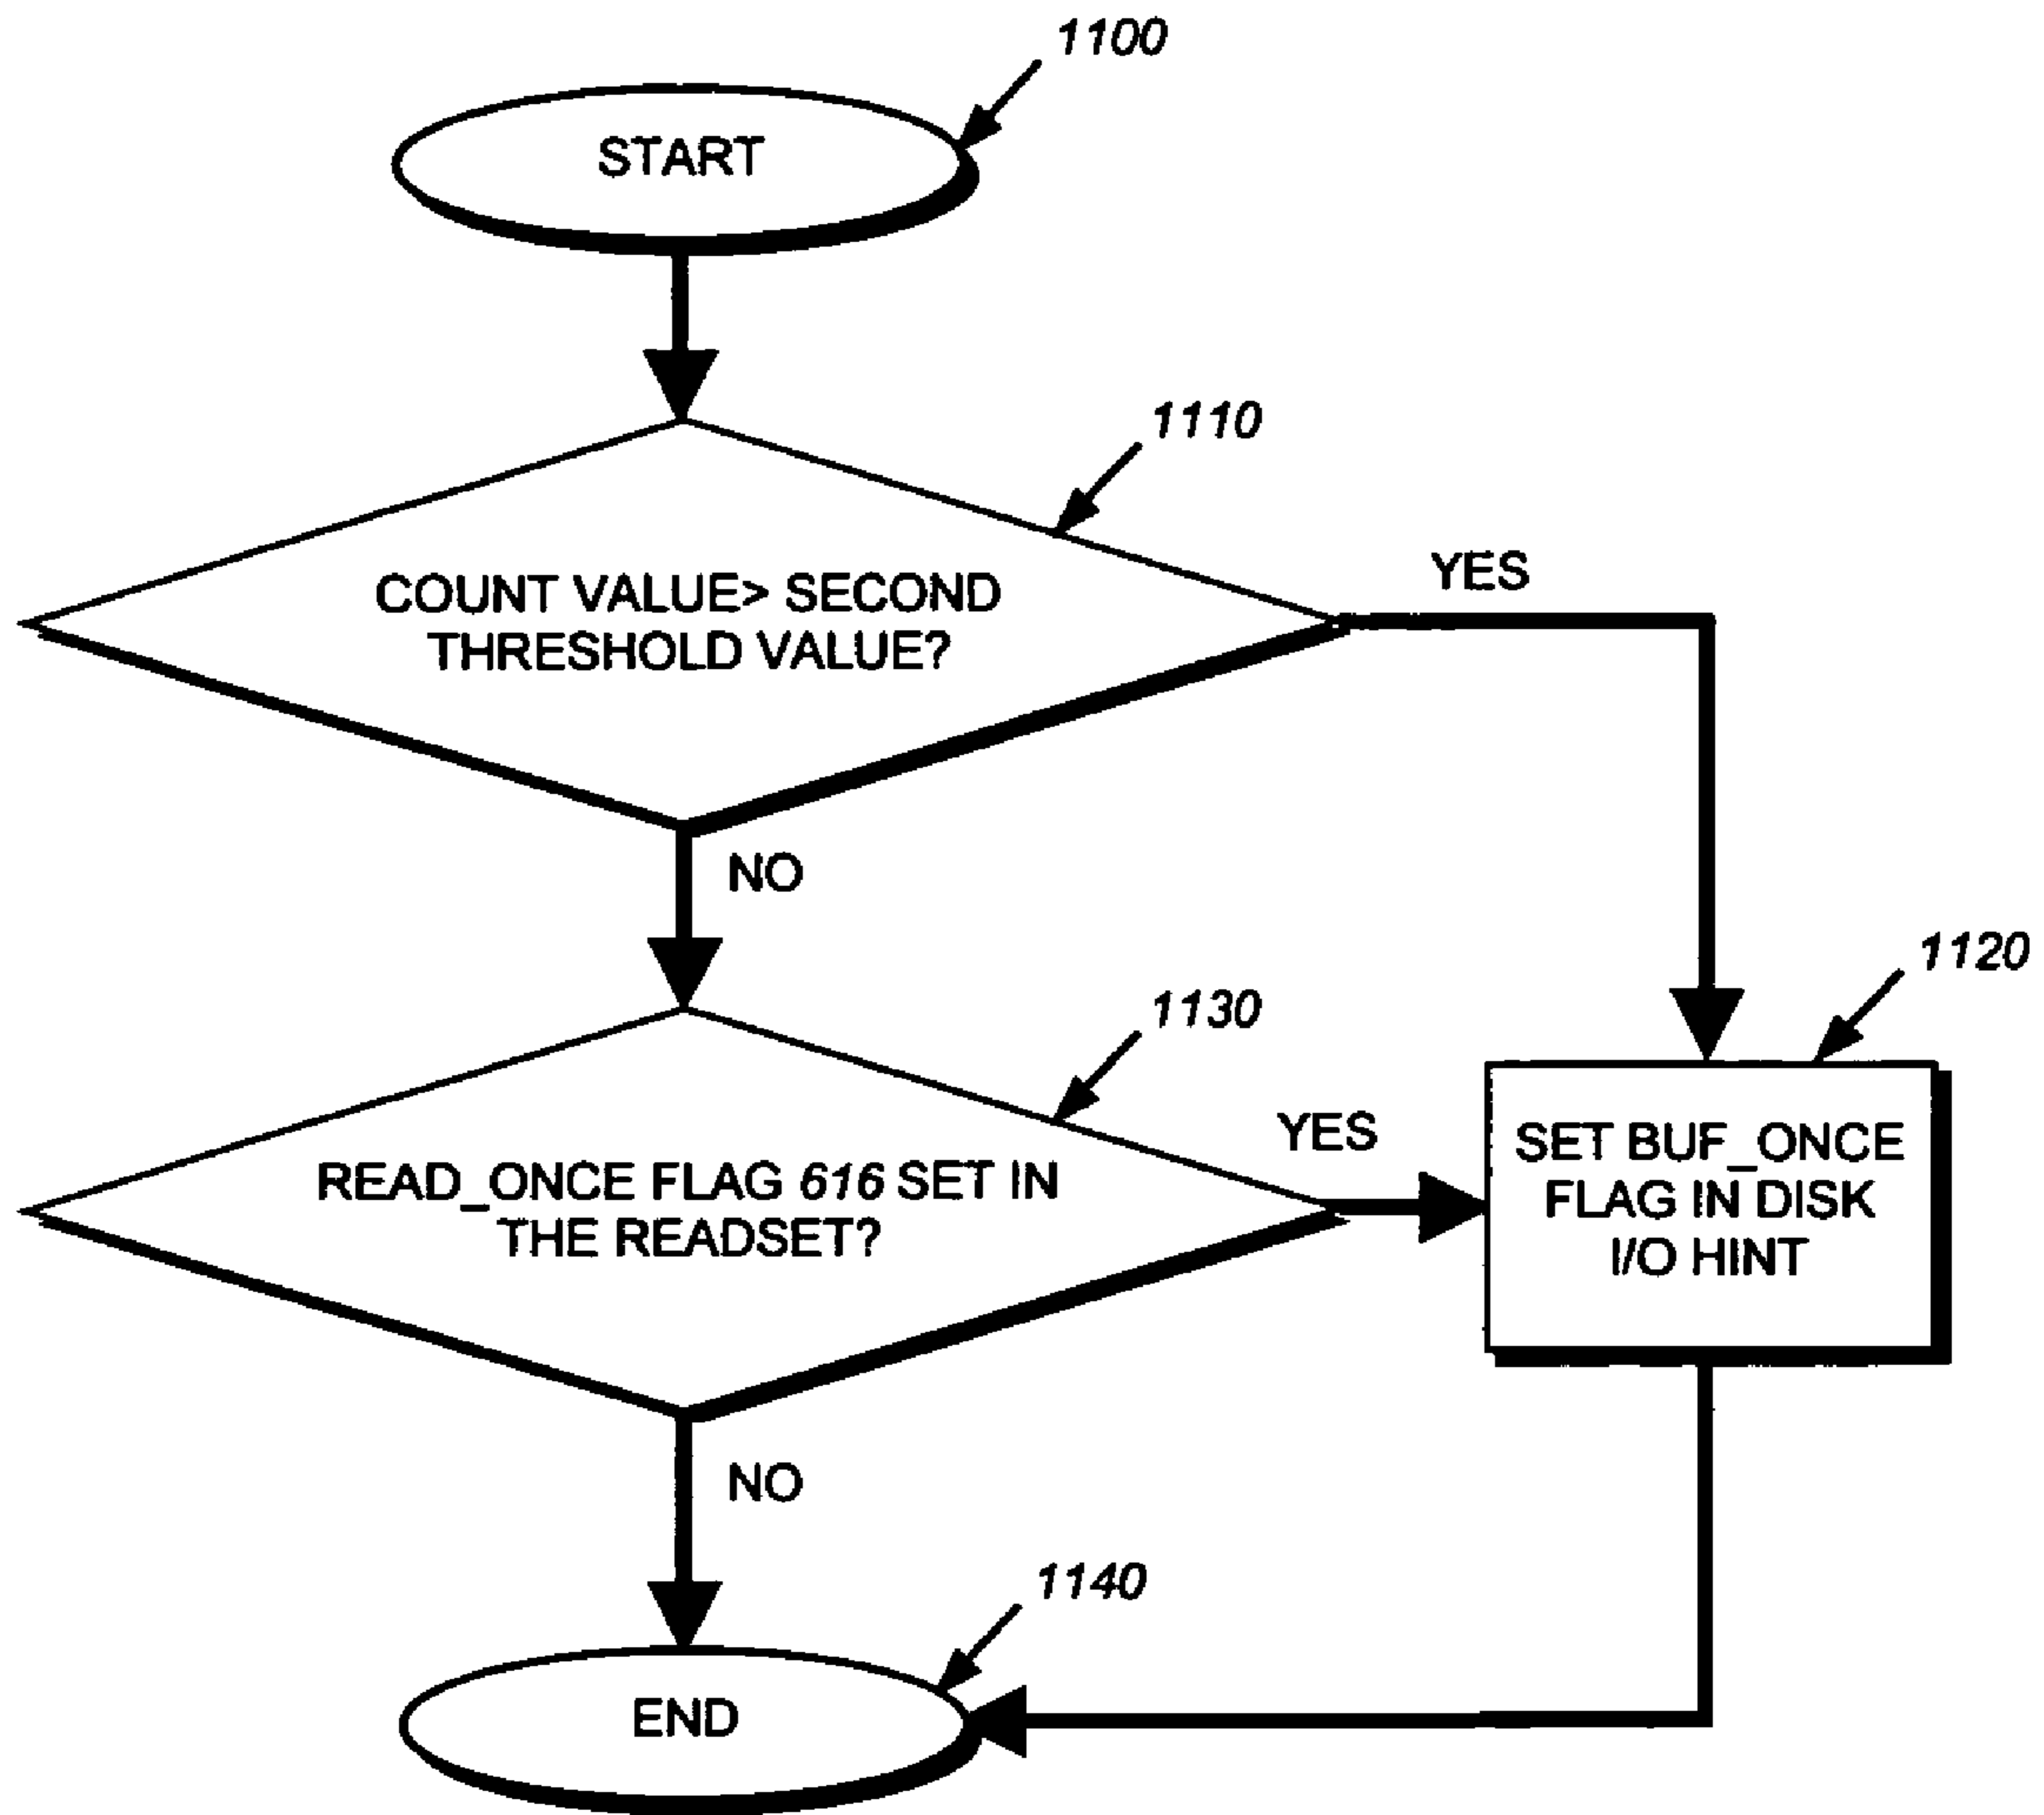 1100
START
1110
COUNT VALUE> SECOND
THRESHOLD VALUE?
YES
NO
1120
1130
YES
SET BUF_ONCE
FLAG IN DISK
I/O HINT
READ_ONCE FLAG 616 SET IN
THE READSET?
NO
1140
END